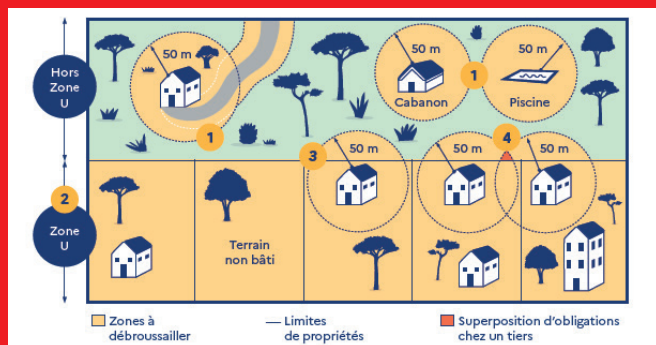 Hors
Zone
U
50 m
50 m
50 m
Cabanon
1
Piscine
1
3
50 m
50 m
4
50 m
2
Zone
U
Terrain
non bâti
Zones à
débroussailler
Limites
de propriétés
Superposition d'obligations
chez un tiers